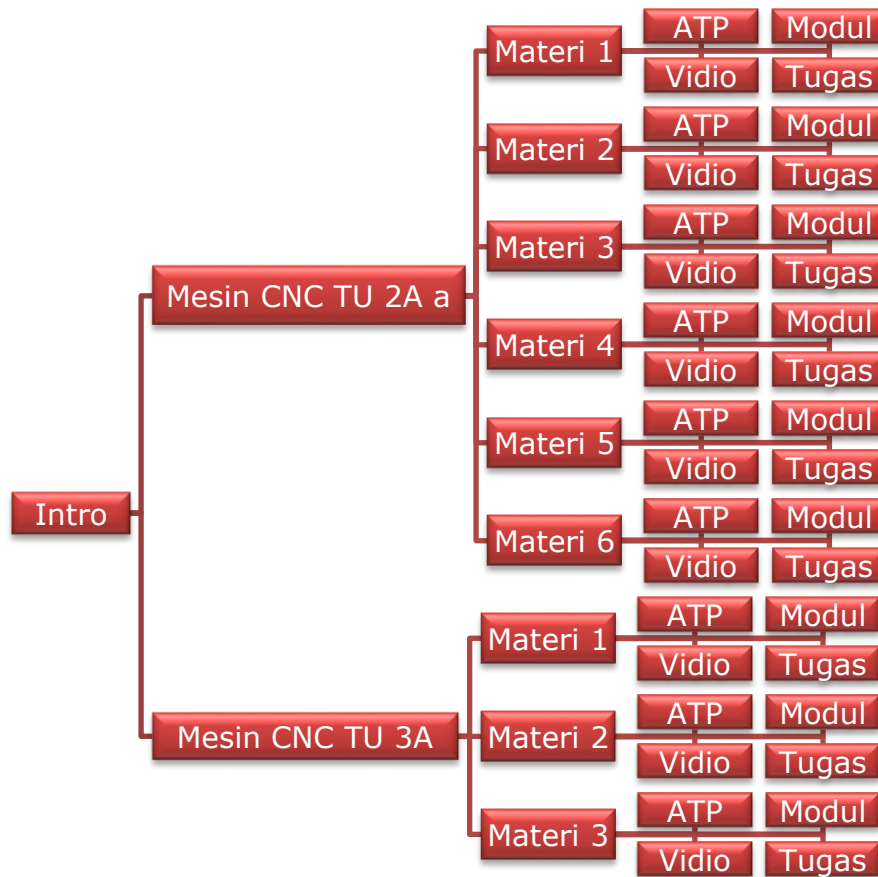 Intro
Mesin CNC TU 2A a
Materi 1
ATP
Modul
Vidio
Tugas
Materi 2
ATP
Modul
Vidio
Tugas
Materi 3
ATP
Modul
Vidio
Tugas
Materi 4
ATP
Modul
Vidio
Tugas
Materi 5
ATP
Modul
Vidio
Tugas
Materi 6
ATP
Modul
Vidio
Tugas
Mesin CNC TU 3A
Materi 1
ATP
Modul
Vidio
Tugas
Materi 2
ATP
Modul
Vidio
Tugas
Materi 3
ATP
Modul
Vidio
Tugas